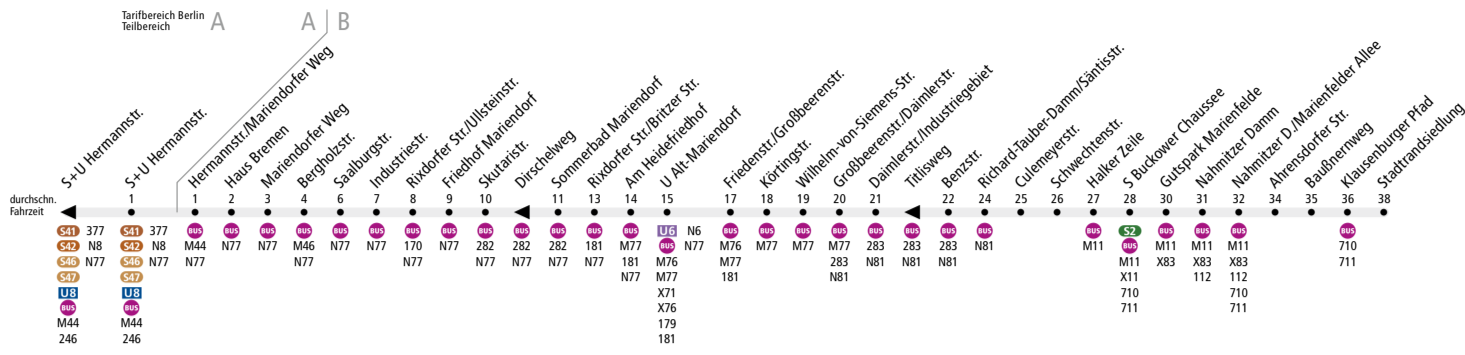 Tarifbereich Berlin
Teilbereich
A
A
B
S+U Hermannstr.
S+U Hermannstr.
Hermannstr./Mariendorfer Weg
Haus Bremen
Mariendorfer Weg
Bergholzstr.
Saalburgstr.
Industriestr.
Rixdorfer Str./Ullsteinstr.
Friedhof Mariendorf
Skutaristr.
Dirschelweg
Sommerbad Mariendorf
Rixdorfer Str./Britzer Str.
Am Heidefriedhof
U Alt-Mariendorf
Friedenstr./Großbeerenstr.
Körtingstr.
Wilhelm-von-Siemens-Str.
Großbeerenstr./Daimlerstr.
Daimlerstr./Industriegebiet
Titlisweg
Benzstr.
Richard-Tauber-Damm/Säntisstr.
Culemeyerstr.
Schwechtenstr.
Halker Zeile
S Buckower Chaussee
Gutspark Marienfelde
Nahmitzer Damm
Nahmitzer D./Marienfelder Allee
Ahrensdorfer Str.
Baußnernweg
Klausenburger Pfad
Stadtrandsiedlung
durchschn.
Fahrzeit
1 1 2 3 4 6 7 8 9 10 11 13 14 15 17 18 19 20 21 22 24 25 26 27 28 30 31 32 34 35 36 38
S41 377
S42 N8
S46 N77
S47
U8
BUS
M44
246
S41 377
S42 N8
S46 N77
S47
U8
BUS
M44
246
BUS
M44
N77
BUS
N77
BUS
N77
BUS
M46
N77
BUS
N77
BUS
N77
BUS
170
N77
BUS
N77
BUS
282
N77
BUS
282
N77
BUS
282
N77
BUS
181
N77
BUS
M77
181
N77
U6 N6
BUS N77
M76
M77
X71
X76
179
181
BUS
M76
M77
181
BUS
M77
BUS
M77
BUS
M77
283
N81
BUS
283
N81
BUS
283
N81
BUS
283
N81
BUS
N81
BUS
M11
S2
BUS
M11
X11
710
711
BUS
M11
X83
BUS
M11
X83
112
BUS
M11
X83
112
710
711
BUS
710
711